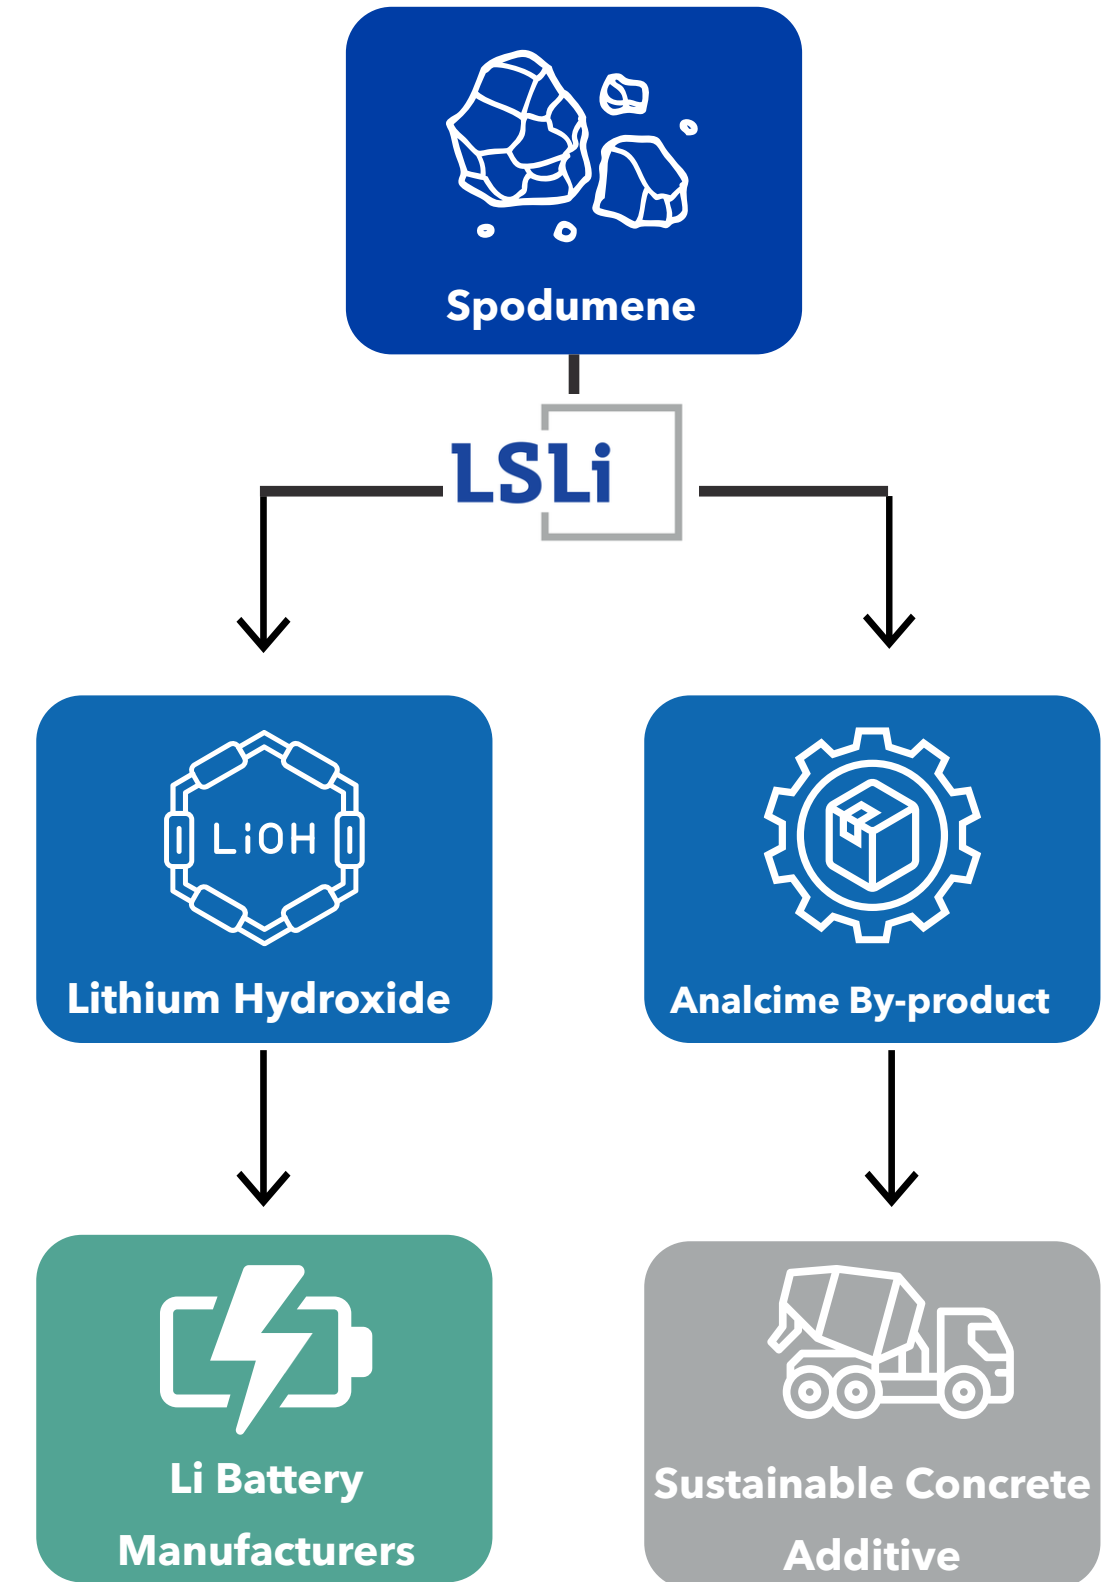 Spodumene
LSLi
LiOH
Lithium Hydroxide
Analcime By-product
Li Battery
Manufacturers
Sustainable Concrete
Additive